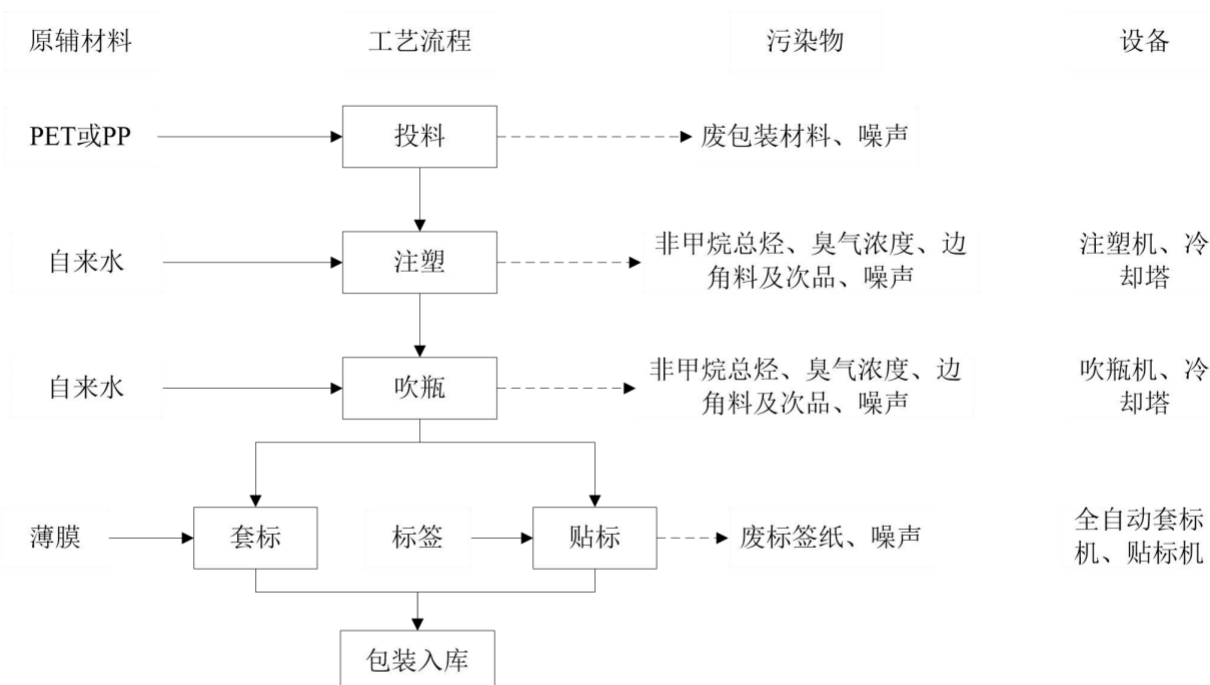 原辅材料 工艺流程 污染物 设备
PET或PP 投料 废包装材料、噪声
自来水 注塑 非甲烷总烃、臭气浓度、边
角料及次品、噪声 注塑机、冷
却塔
自来水 吹瓶 非甲烷总烃、臭气浓度、边
角料及次品、噪声 吹瓶机、冷
却塔
薄膜 套标 标签 贴标 废标签纸、噪声 全自动套标
机、贴标机
包装入库